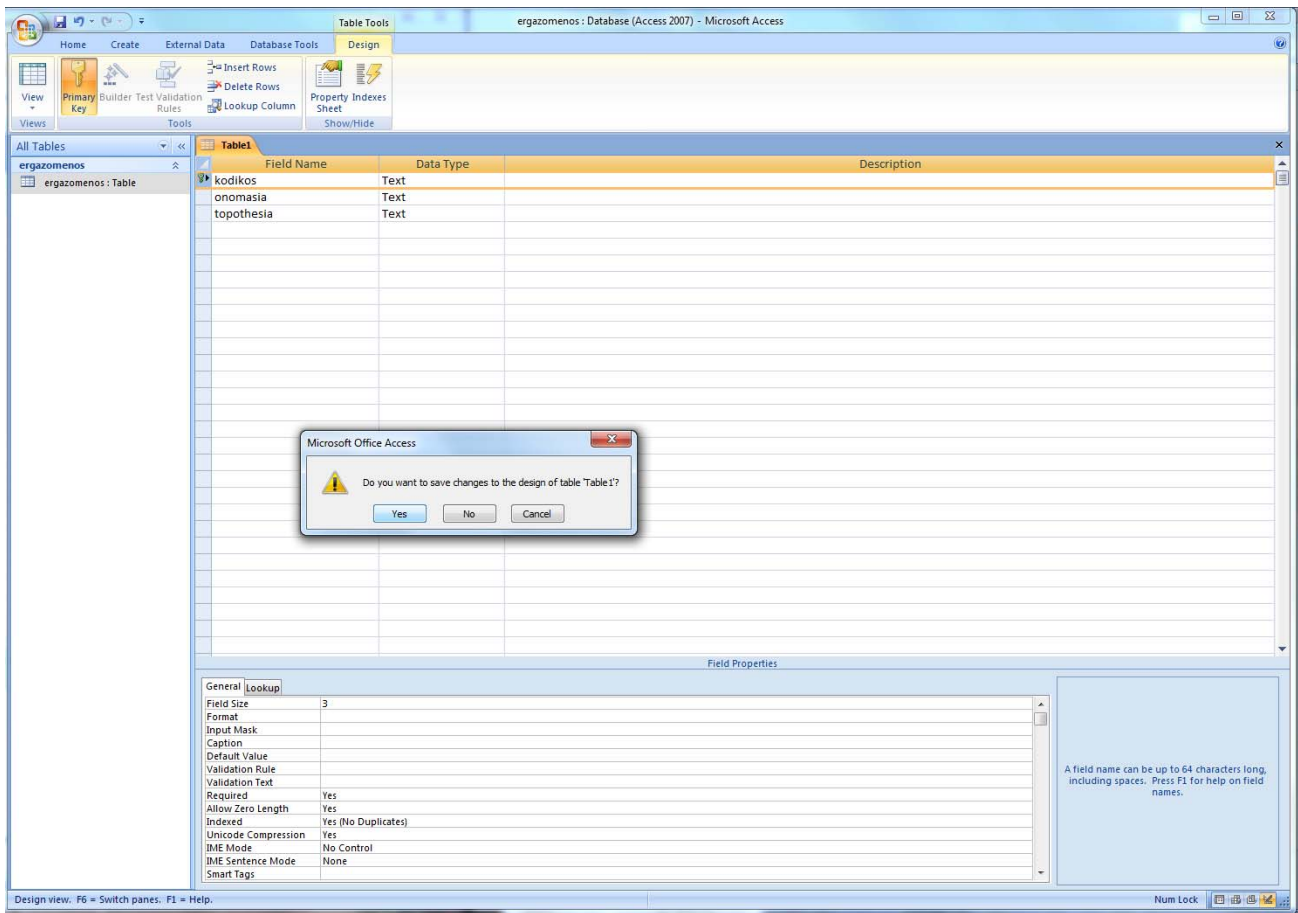 Table Tools
ergazomenos : Database (Access 2007) - Microsoft Access
Home Create External Data Database Tools Design
View
Primary Key
Builder
Test Validation Rules
Insert Rows
Delete Rows
Lookup Column
Property Sheet
Indexes
Views Tools Show/Hide
All Tables
Table1
ergazomenos
ergazomenos : Table
Field Name Data Type Description
kodikos Text
onomasia Text
topothesia Text
Microsoft Office Access
Do you want to save changes to the design of table 'Table1'?
Yes No Cancel
Field Properties
General Lookup
Field Size 3
Format
Input Mask
Caption
Default Value
Validation Rule
Validation Text
Required Yes
Allow Zero Length Yes
Indexed Yes (No Duplicates)
Unicode Compression Yes
IME Mode No Control
IME Sentence Mode None
Smart Tags
A field name can be up to 64 characters long,
including spaces. Press F1 for help on field
names.
Design view. F6 = Switch panes. F1 = Help.
Num Lock